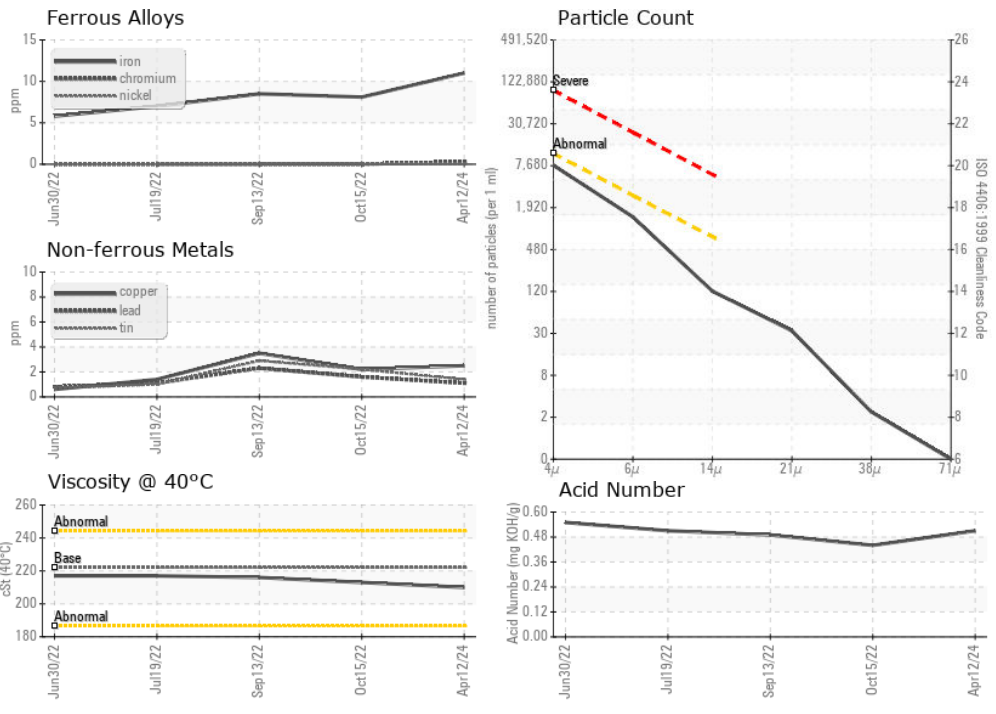 Ferrous Alloys
15
10
5
0
ppm
iron
chromium
nickel
Jun30/22
Jul19/22
Sep13/22
Oct15/22
Apr12/24
Non-ferrous Metals
10
8
6
4
2
0
ppm
copper
lead
tin
Jun30/22
Jul19/22
Sep13/22
Oct15/22
Apr12/24
Viscosity @ 40°C
260
240
220
200
180
cSt (40°C)
Abnormal
Base
Abnormal
Jun30/22
Jul19/22
Sep13/22
Oct15/22
Apr12/24
Particle Count
491,520
122,880
30,720
7,680
1,920
480
120
30
8
2
0
number of particles (per 1 ml)
Severe
Abnormal
26
24
22
20
18
16
14
12
10
8
6
ISO 4406:1999 Cleanliness Code
4µ
6µ
14µ
21µ
38µ
71µ
Acid Number
0.60
0.48
0.36
0.24
0.12
0.00
Acid Number (mg KOH/g)
Jun30/22
Jul19/22
Sep13/22
Oct15/22
Apr12/24